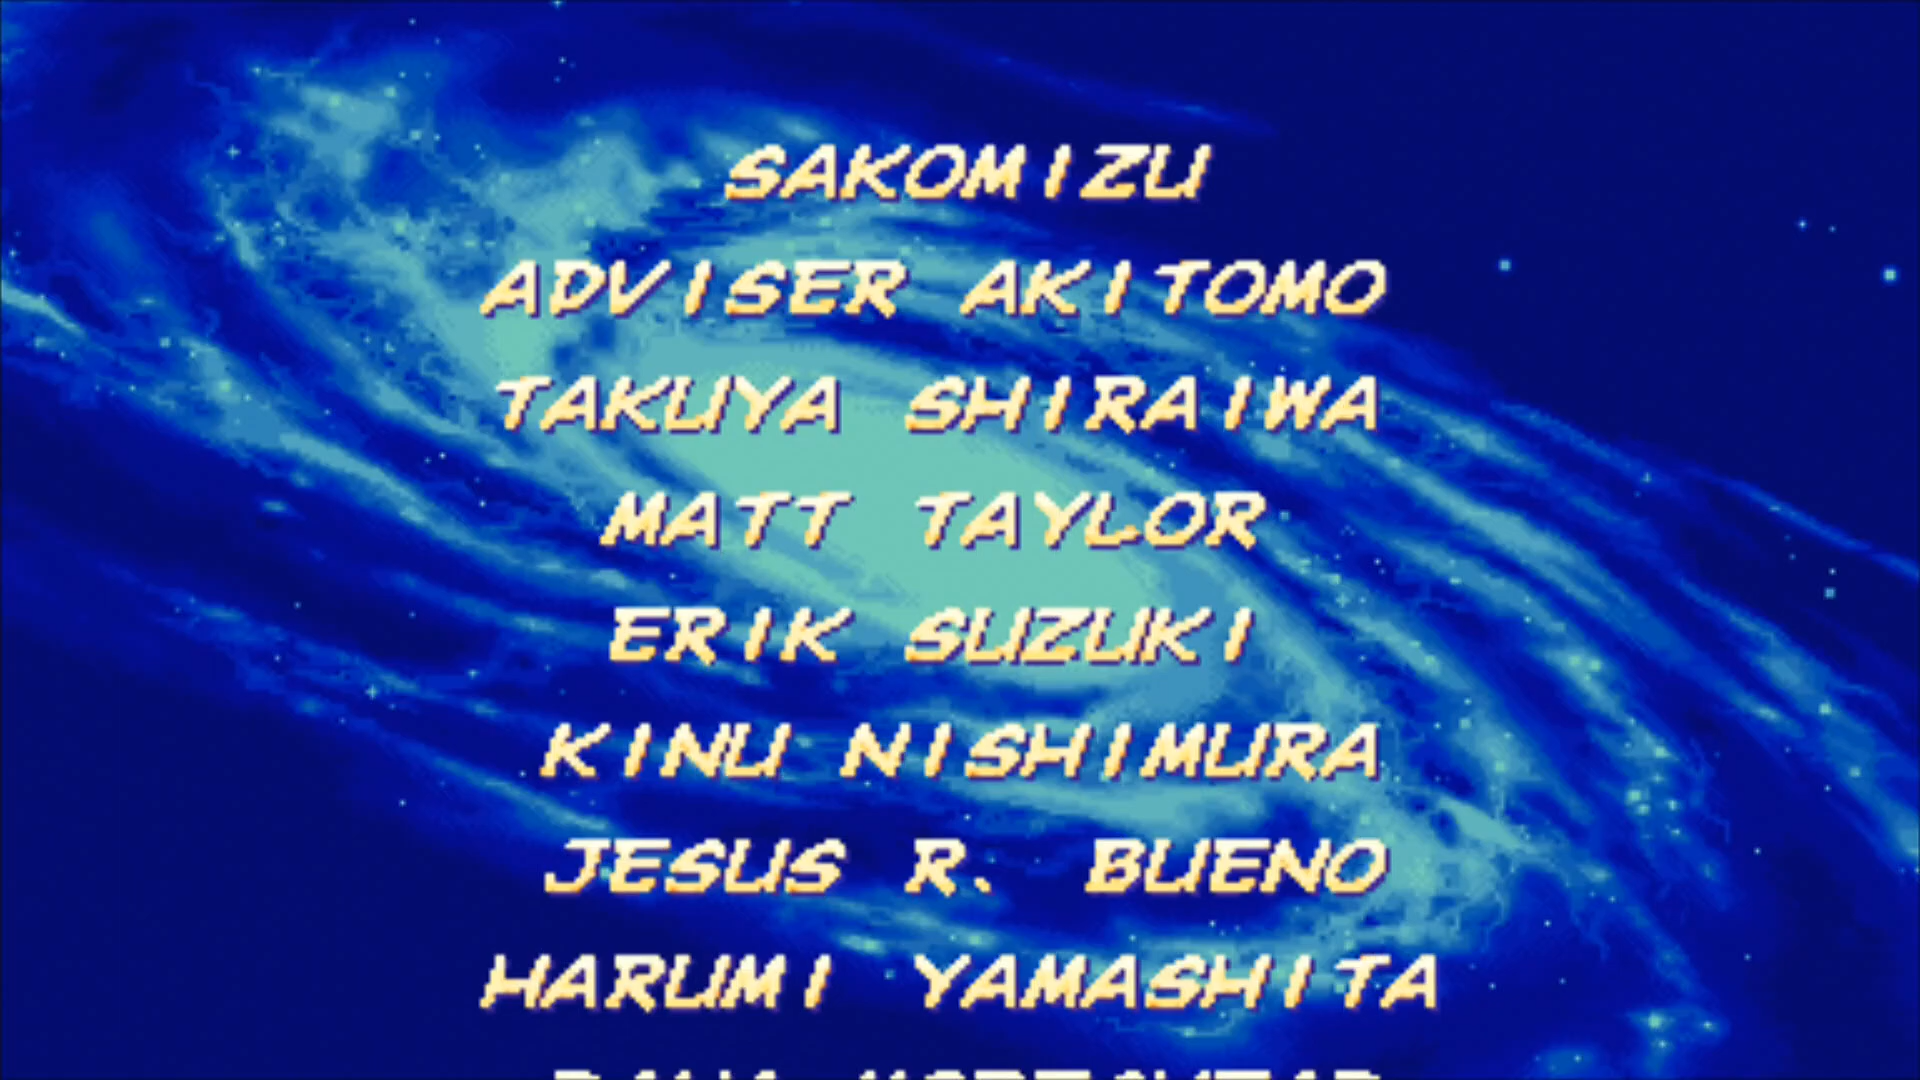 SAKOMIZU
ADVISER AKITOMO
TAKUYA SHIRAIWA
MATT TAYLOR
ERIK SUZUKI
KINU NISHIMURA
JESUS R. BUENO
HARUMI YAMASHITA